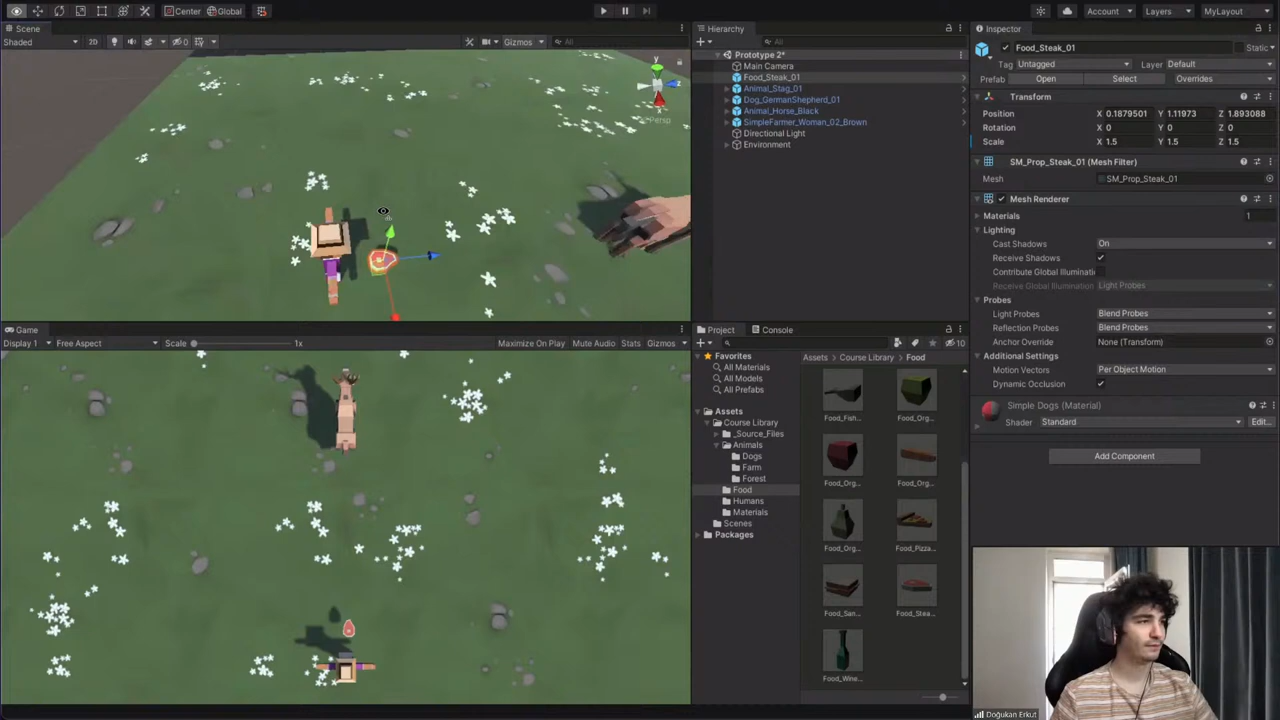 Center Global Account Layers MyLayout
Scene
Shaded 2D 0 Gizmos All
y
z
Persp
Game
Display 1 Free Aspect Scale 1x Maximize On Play Mute Audio Stats Gizmos
Hierarchy
All
Prototype 2*
Main Camera
Food_Steak_01
Animal_Stag_01
Dog_GermanShepherd_01
Animal_Horse_Black
SimpleFarmer_Woman_02_Brown
Directional Light
Environment
Project Console
10
Favorites
All Materials
All Models
All Prefabs
Assets
Course Library
_Source_Files
Animals
Dogs
Farm
Forest
Food
Humans
Materials
Scenes
Packages
Assets Course Library Food
Food_Fish... Food_Org...
Food_Org... Food_Org...
Food_Org... Food_Pizza...
Food_San... Food_Stea...
Food_Wine...
Inspector
Food_Steak_01 Static
Tag Untagged Layer Default
Prefab Open Select Overrides
Transform
Position X 0.1879501 Y 1.11973 Z 1.893088
Rotation X 0 Y 0 Z 0
Scale X 1.5 Y 1.5 Z 1.5
SM_Prop_Steak_01 (Mesh Filter)
Mesh SM_Prop_Steak_01
Mesh Renderer
Materials 1
Lighting
Cast Shadows On
Receive Shadows
Contribute Global Illuminati
Receive Global Illumination Light Probes
Probes
Light Probes Blend Probes
Reflection Probes Blend Probes
Anchor Override None (Transform)
Additional Settings
Motion Vectors Per Object Motion
Dynamic Occlusion
Simple Dogs (Material)
Shader Standard Edit...
Add Component
Doğukan Erkut